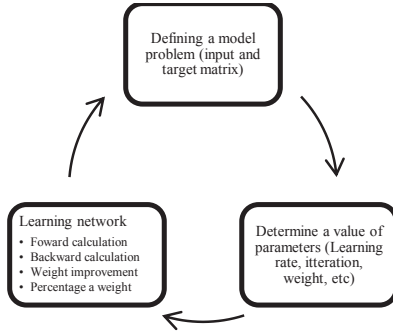 Defining a model
problem (input and
target matrix)
Determine a value of
parameters (Learning
rate, itteration,
weight, etc)
Learning network
• Foward calculation
• Backward calculation
• Weight improvement
• Percentage a weight